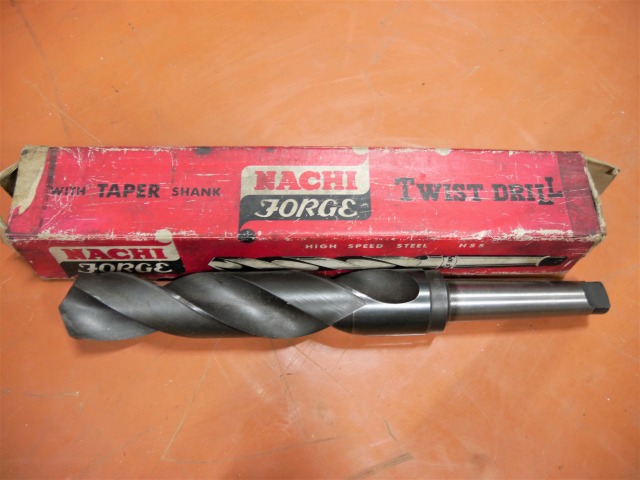 WITH TAPER SHANK
NACHI
FORGE
TWIST DRILL
HIGH SPEED STEEL HSS
NACHI
FORGE